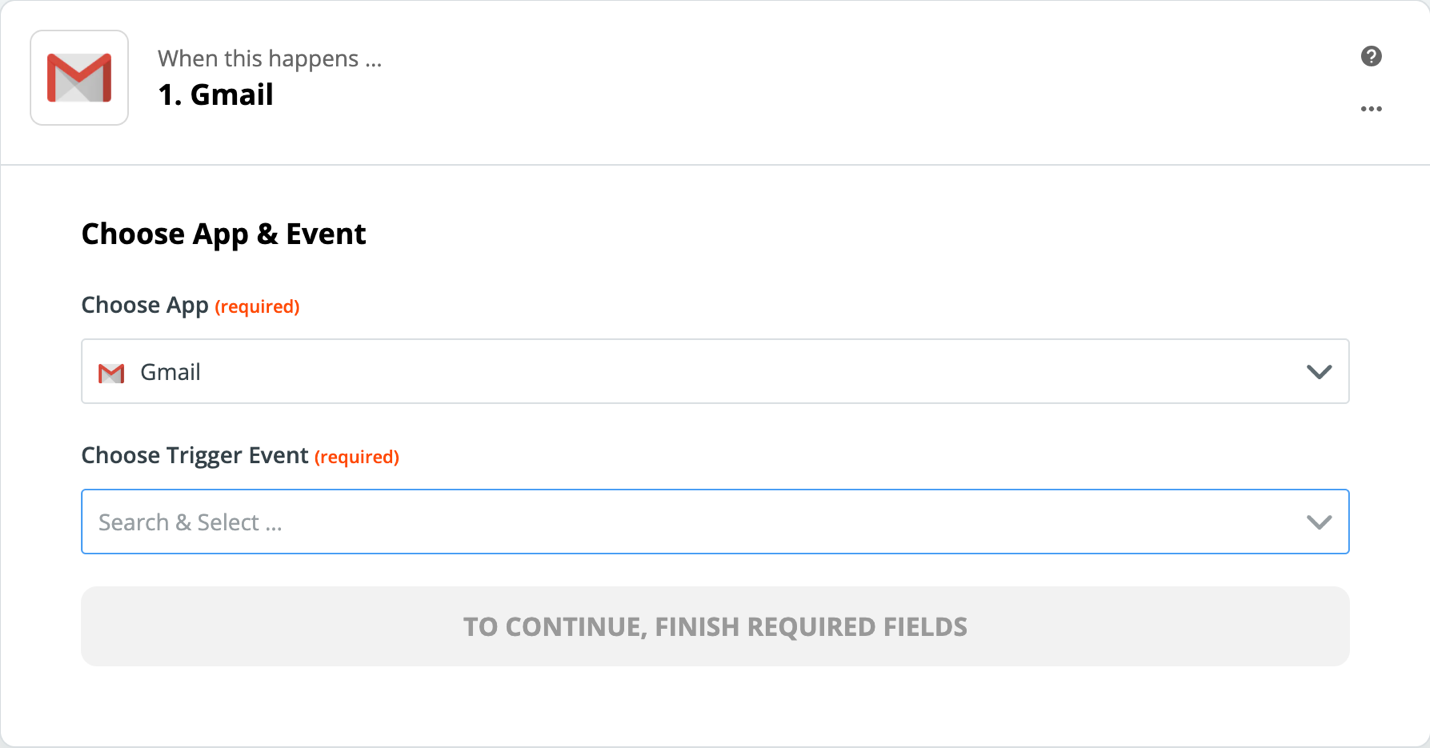 When this happens ...
1. Gmail
Choose App & Event
Choose App (required)
Gmail
Choose Trigger Event (required)
Search & Select ...
TO CONTINUE, FINISH REQUIRED FIELDS